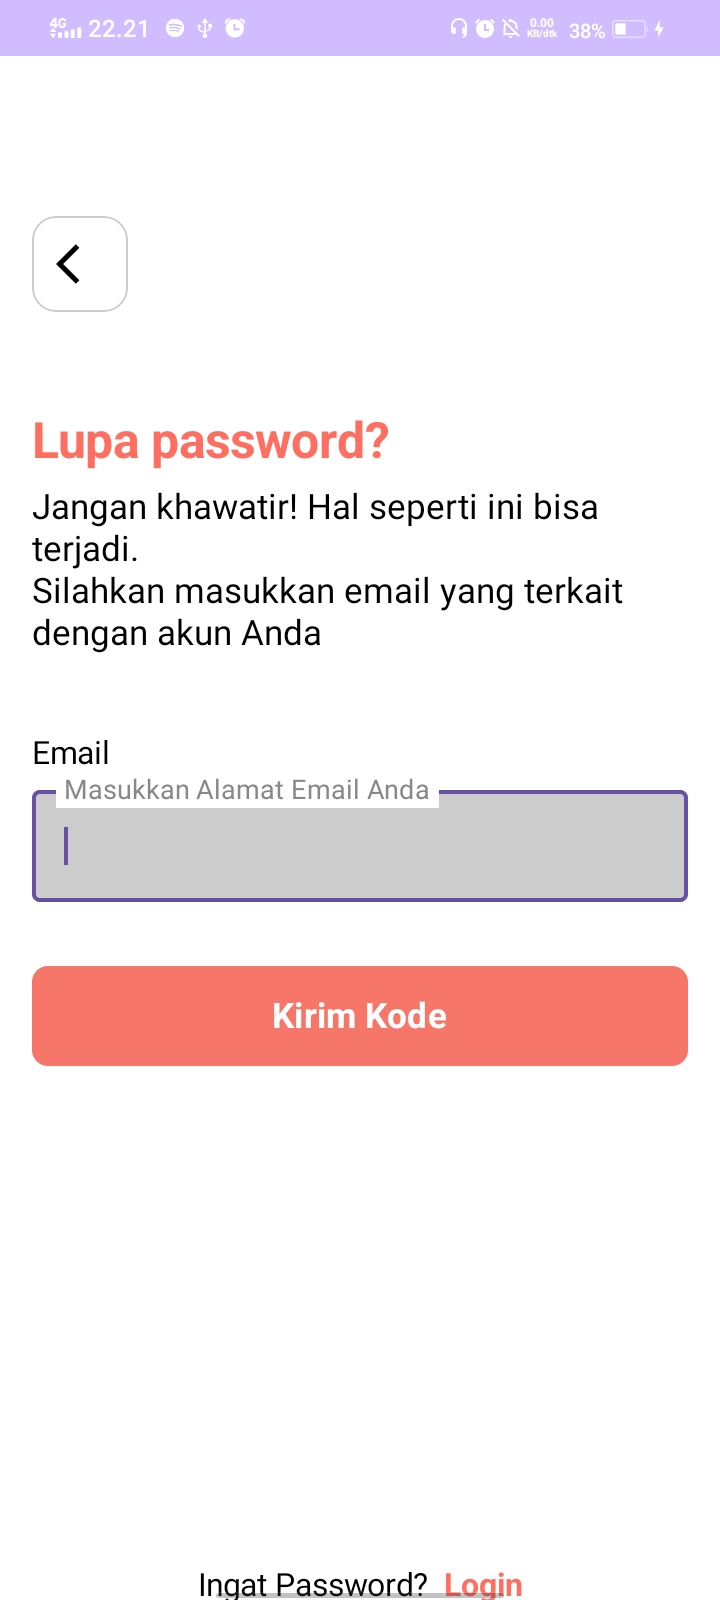 4G 22.21 0.00 KB/dtk 38%
Lupa password?
Jangan khawatir! Hal seperti ini bisa
terjadi.
Silahkan masukkan email yang terkait
dengan akun Anda
Email
Masukkan Alamat Email Anda
Kirim Kode
Ingat Password? Login